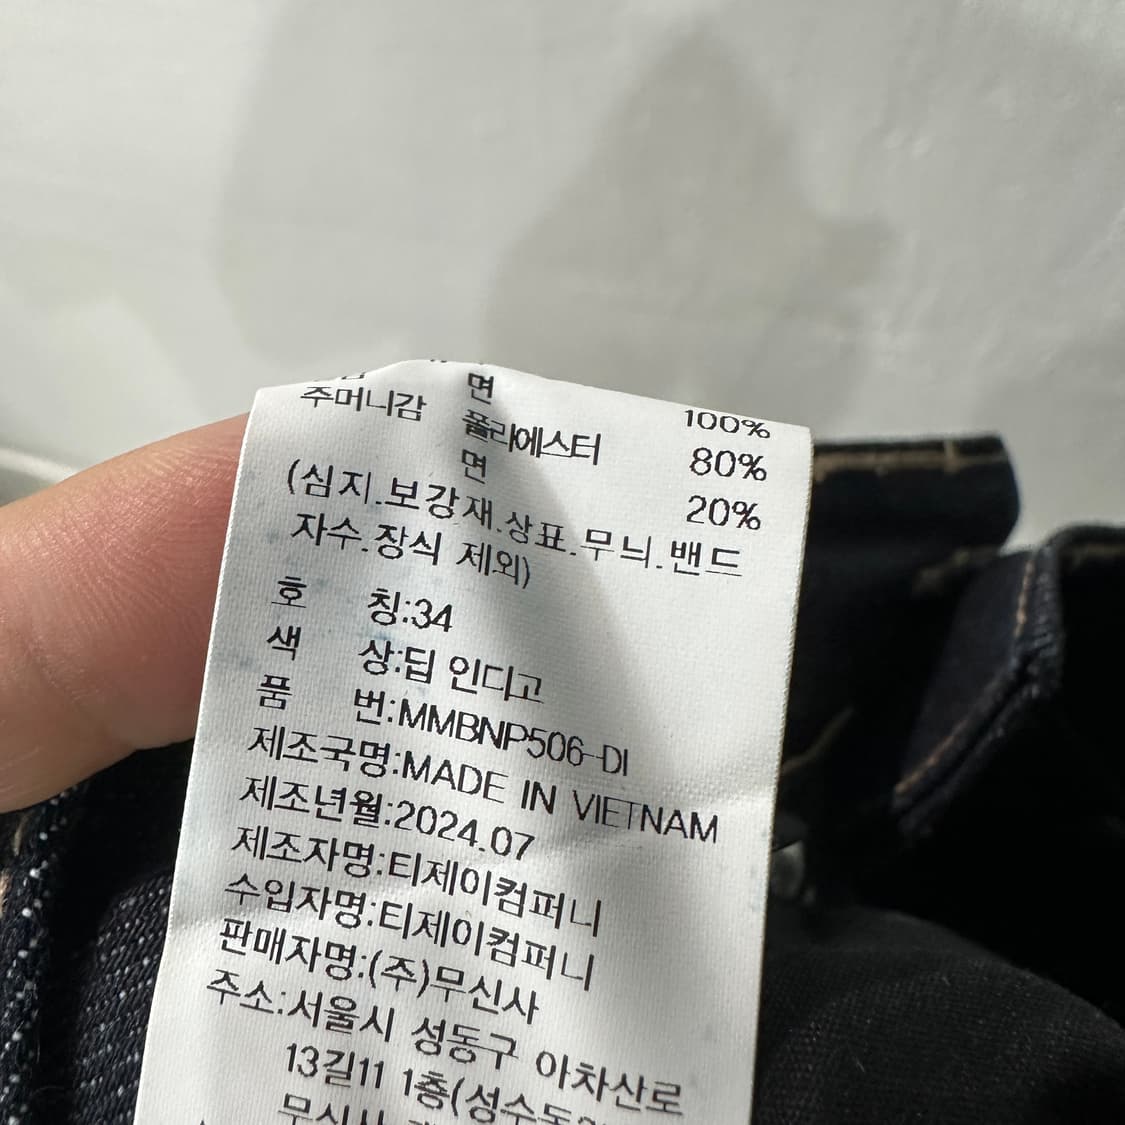 면 100%
주머니감 폴리에스터 80%
면 20%
(심지.보강재.상표.무늬.밴드
자수.장식 제외)
호 칭:34
색 상:딥 인디고
품 번:MMBNP506-DI
제조국명:MADE IN VIETNAM
제조년월:2024.07
제조자명:티제이컴퍼니
수입자명:티제이컴퍼니
판매자명:(주)무신사
주소:서울시 성동구 아차산로
13길11 1층(성수동
무신사